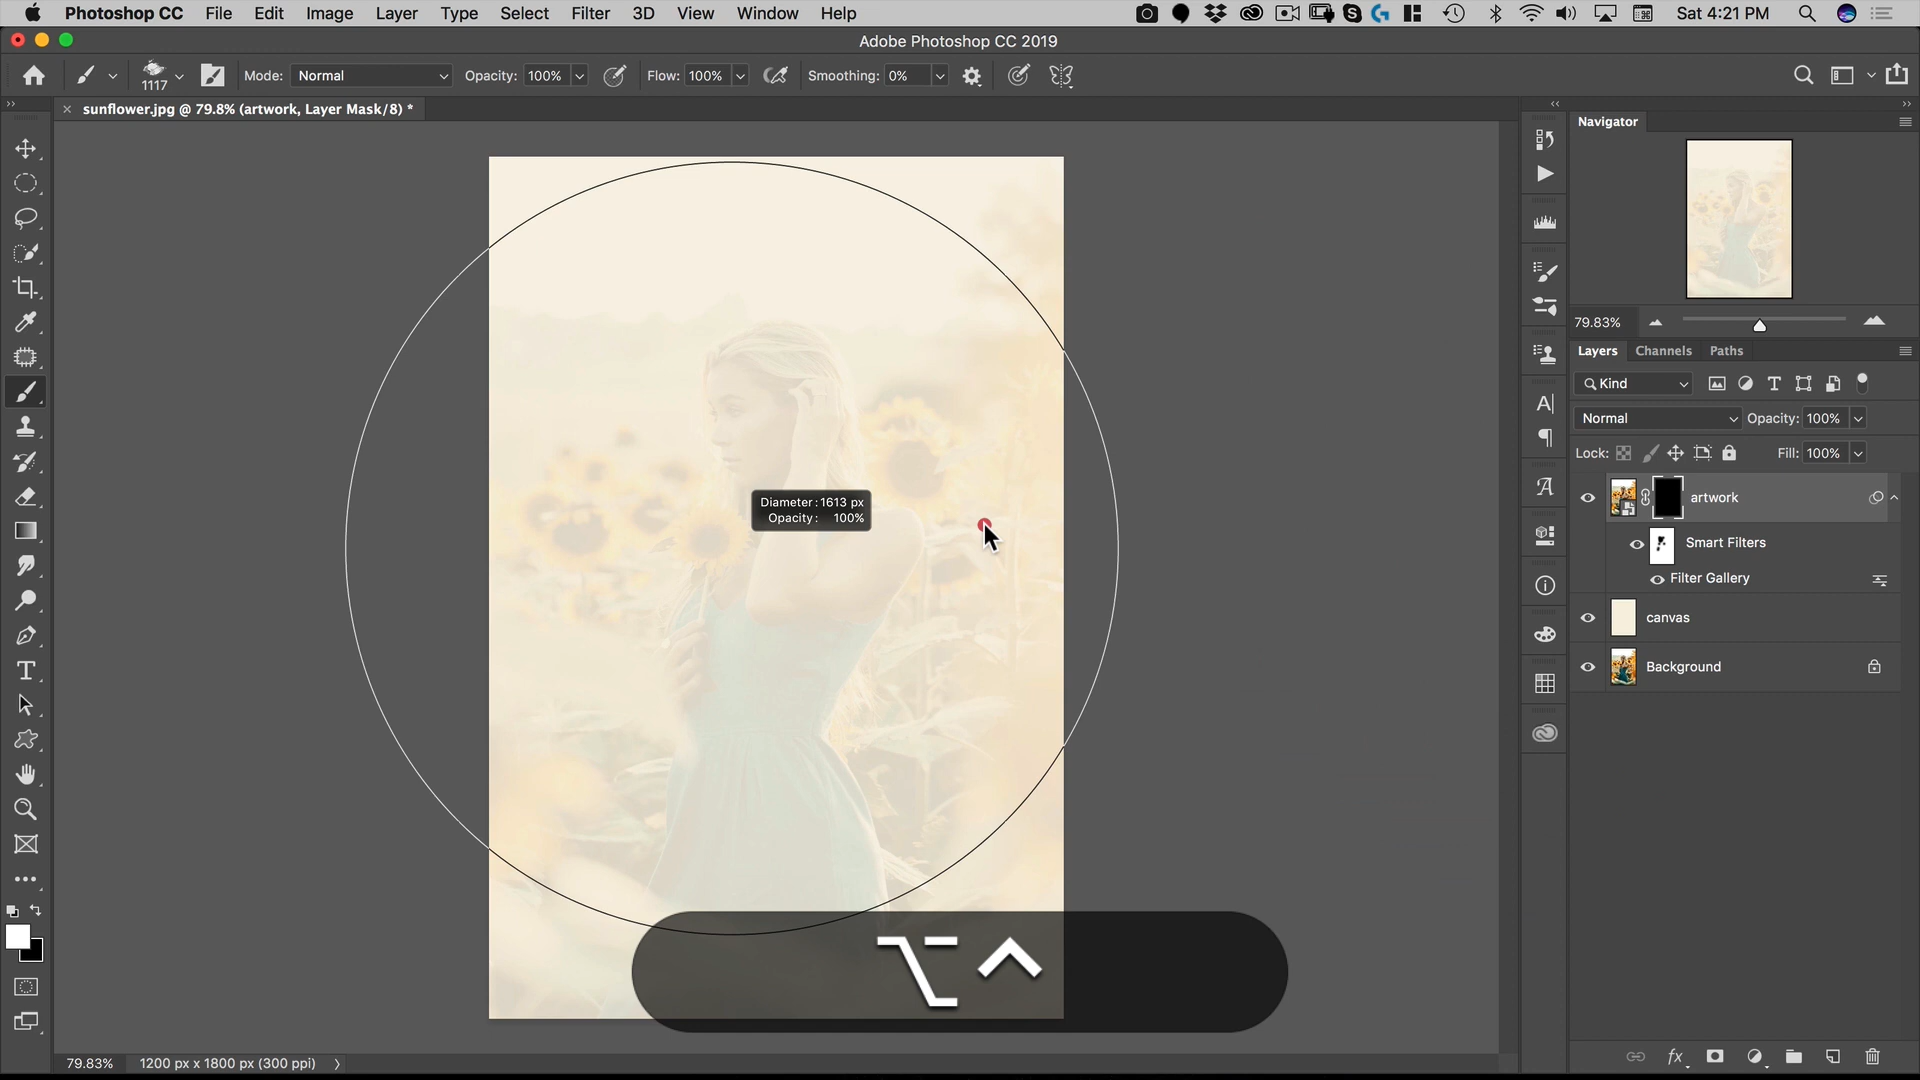 Photoshop CC File Edit Image Layer Type Select Filter 3D View Window Help Sat 4:21 PM
Adobe Photoshop CC 2019
1117 Mode: Normal Opacity: 100% Flow: 100% Smoothing: 0%
sunflower.jpg @ 79.8% (artwork, Layer Mask/8) *
Navigator
79.83%
Layers Channels Paths
Kind
Normal Opacity: 100%
Lock: Fill: 100%
artwork
Smart Filters
Filter Gallery
canvas
Background
Diameter: 1613 px
Opacity: 100%
79.83% 1200 px x 1800 px (300 ppi)